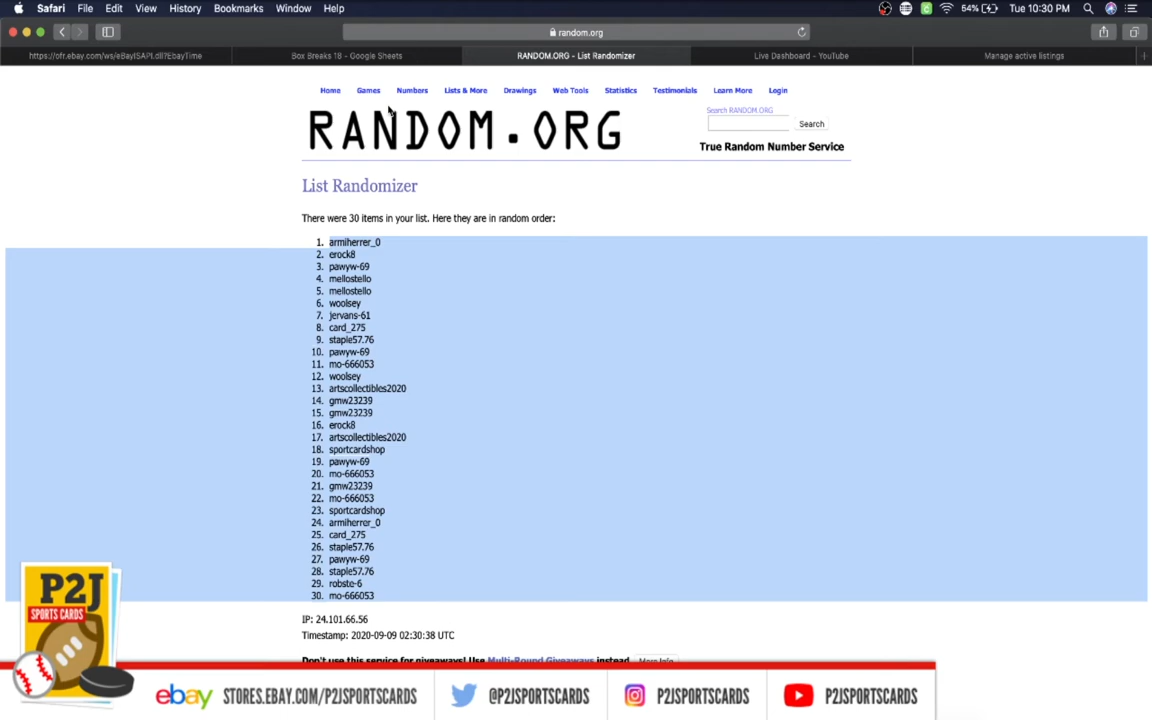 Safari File Edit View History Bookmarks Window Help 64% Tue 10:30 PM
random.org
https://ofr.ebay.com/ws/eBayISAPI.dll?EbayTime Box Breaks 18 - Google Sheets RANDOM.ORG - List Randomizer Live Dashboard - YouTube Manage active listings
Home Games Numbers Lists & More Drawings Web Tools Statistics Testimonials Learn More Login
Search RANDOM.ORG
Search
RANDOM.ORG
True Random Number Service
List Randomizer
There were 30 items in your list. Here they are in random order:
1. armiherrer_0
2. erock8
3. pawyw-69
4. mellostello
5. mellostello
6. woolsey
7. jervans-61
8. card_275
9. staple57.76
10. pawyw-69
11. mo-666053
12. woolsey
13. artscollectibles2020
14. gmw23239
15. gmw23239
16. erock8
17. artscollectibles2020
18. sportcardshop
19. pawyw-69
20. mo-666053
21. gmw23239
22. mo-666053
23. sportcardshop
24. armiherrer_0
25. card_275
26. staple57.76
27. pawyw-69
28. staple57.76
29. robste-6
30. mo-666053
IP: 24.101.66.56
Timestamp: 2020-09-09 02:30:38 UTC
Don't use this service for giveaways! Use Multi-Round Giveaways instead More Info
P2J
SPORTS CARDS
ebay STORES.EBAY.COM/P2JSPORTSCARDS @P2JSPORTSCARDS P2JSPORTSCARDS P2JSPORTSCARDS